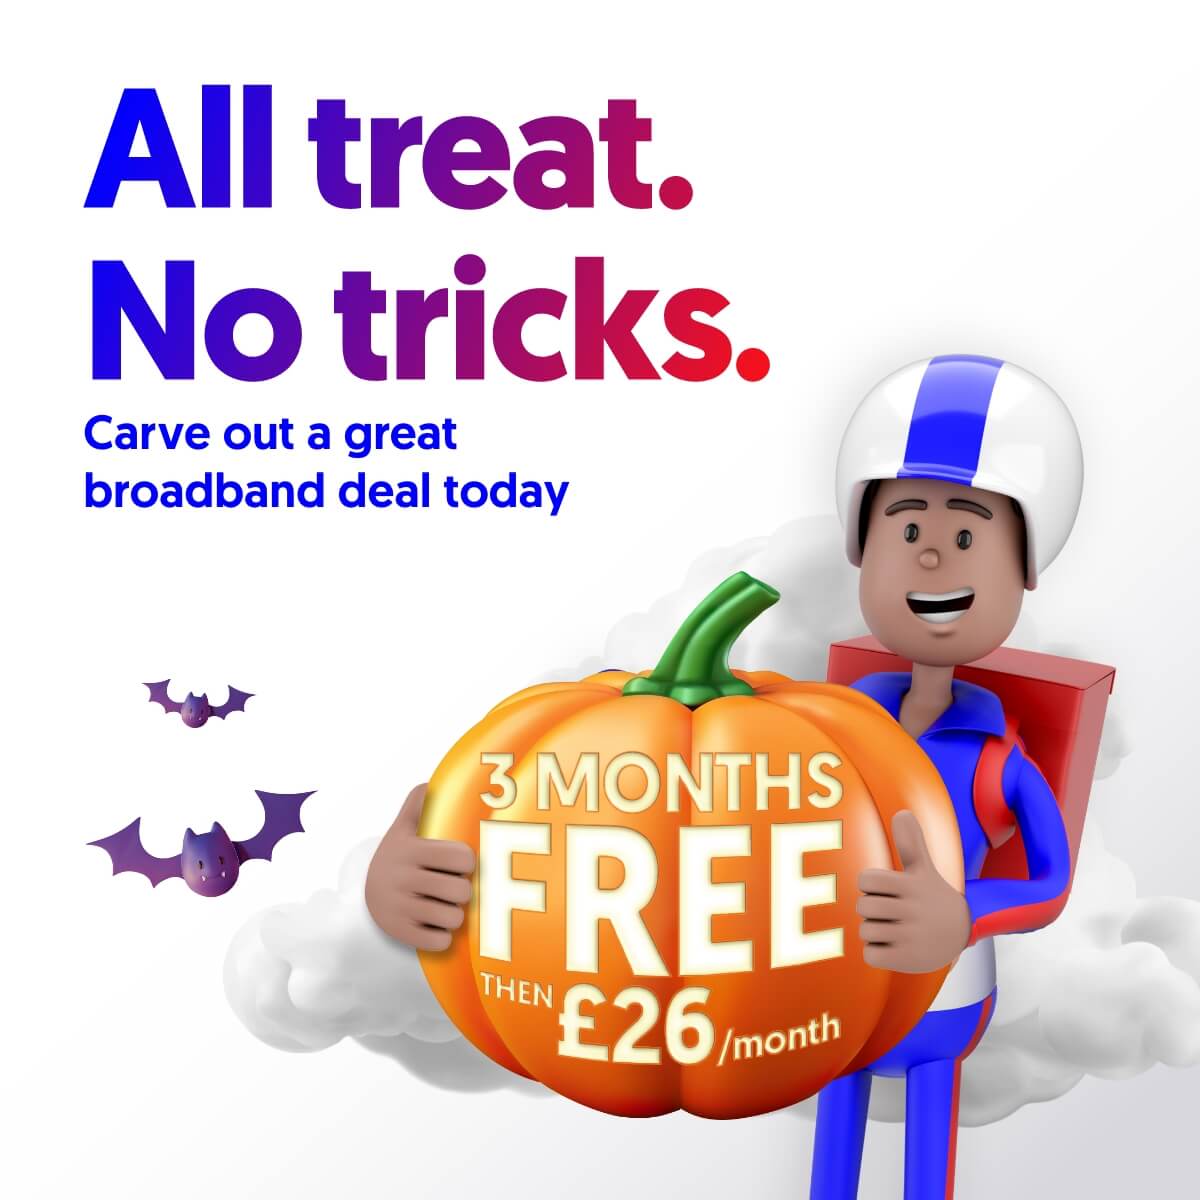 All treat.
No tricks.
Carve out a great
broadband deal today
3 MONTHS
FREE
THEN £26/month